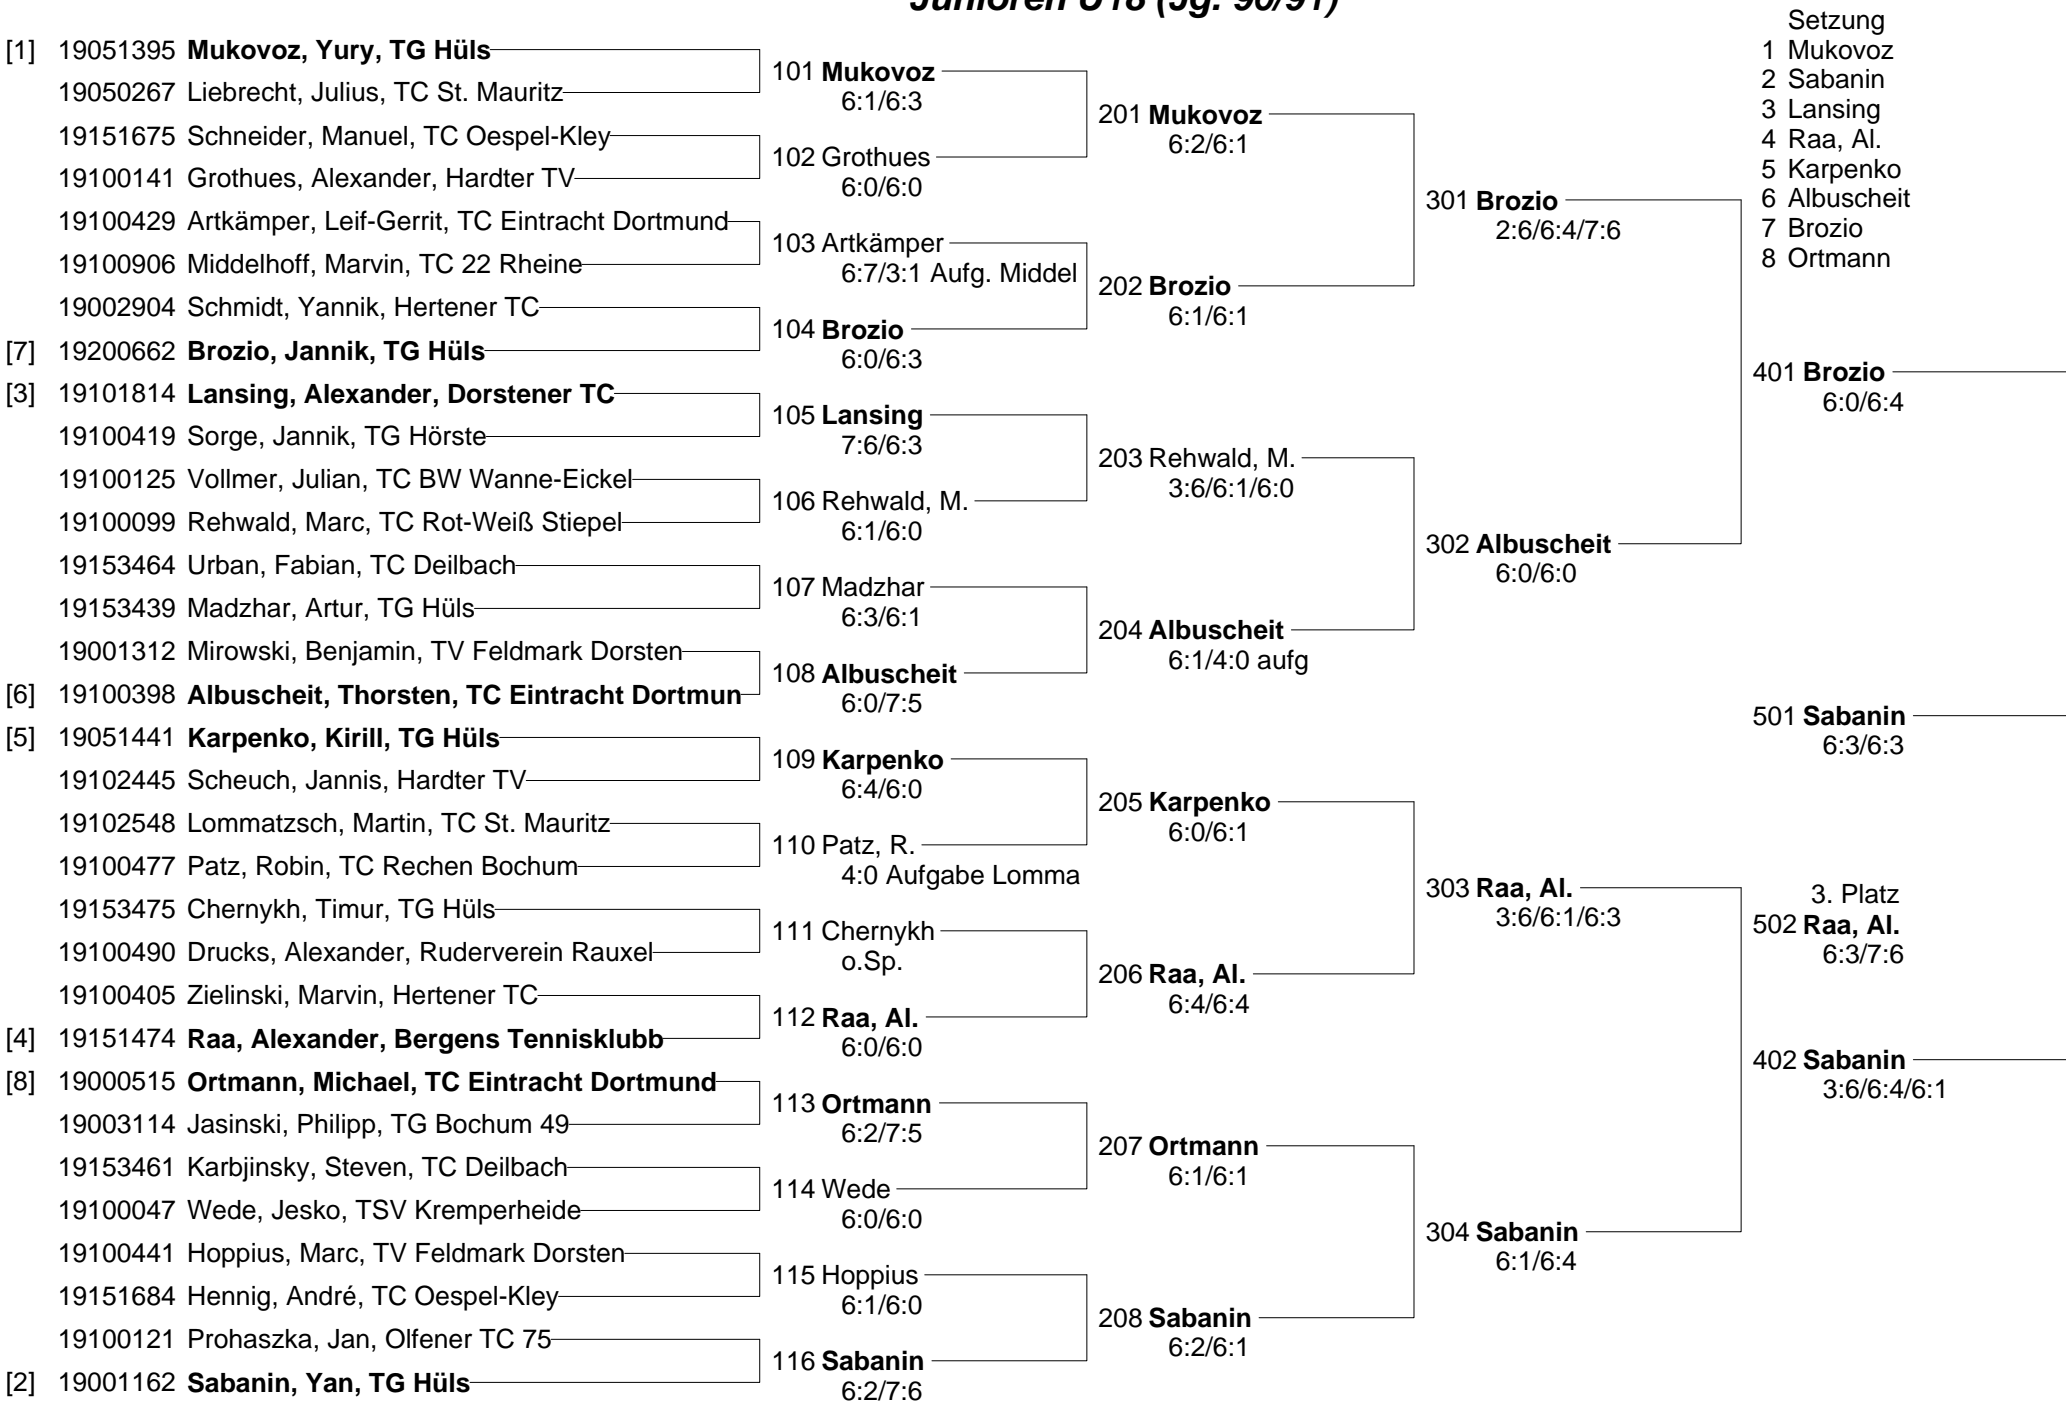 Junioren U18 (Jg. 90/91)
Setzung
1 Mukovoz
2 Sabanin
3 Lansing
4 Raa, Al.
5 Karpenko
6 Albuscheit
7 Brozio
8 Ortmann
[1] 19051395 Mukovoz, Yury, TG Hüls
19050267 Liebrecht, Julius, TC St. Mauritz
19151675 Schneider, Manuel, TC Oespel-Kley
19100141 Grothues, Alexander, Hardter TV
19100429 Artkämper, Leif-Gerrit, TC Eintracht Dortmund
19100906 Middelhoff, Marvin, TC 22 Rheine
19002904 Schmidt, Yannik, Hertener TC
[7] 19200662 Brozio, Jannik, TG Hüls
[3] 19101814 Lansing, Alexander, Dorstener TC
19100419 Sorge, Jannik, TG Hörste
19100125 Vollmer, Julian, TC BW Wanne-Eickel
19100099 Rehwald, Marc, TC Rot-Weiß Stiepel
19153464 Urban, Fabian, TC Deilbach
19153439 Madzhar, Artur, TG Hüls
19001312 Mirowski, Benjamin, TV Feldmark Dorsten
[6] 19100398 Albuscheit, Thorsten, TC Eintracht Dortmun
[5] 19051441 Karpenko, Kirill, TG Hüls
19102445 Scheuch, Jannis, Hardter TV
19102548 Lommatzsch, Martin, TC St. Mauritz
19100477 Patz, Robin, TC Rechen Bochum
19153475 Chernykh, Timur, TG Hüls
19100490 Drucks, Alexander, Ruderverein Rauxel
19100405 Zielinski, Marvin, Hertener TC
[4] 19151474 Raa, Alexander, Bergens Tennisklubb
[8] 19000515 Ortmann, Michael, TC Eintracht Dortmund
19003114 Jasinski, Philipp, TG Bochum 49
19153461 Karbjinsky, Steven, TC Deilbach
19100047 Wede, Jesko, TSV Kremperheide
19100441 Hoppius, Marc, TV Feldmark Dorsten
19151684 Hennig, André, TC Oespel-Kley
19100121 Prohaszka, Jan, Olfener TC 75
[2] 19001162 Sabanin, Yan, TG Hüls
101 Mukovoz
6:1/6:3
102 Grothues
6:0/6:0
103 Artkämper
6:7/3:1 Aufg. Middel
104 Brozio
6:0/6:3
105 Lansing
7:6/6:3
106 Rehwald, M.
6:1/6:0
107 Madzhar
6:3/6:1
108 Albuscheit
6:0/7:5
109 Karpenko
6:4/6:0
110 Patz, R.
4:0 Aufgabe Lomma
111 Chernykh
o.Sp.
112 Raa, Al.
6:0/6:0
113 Ortmann
6:2/7:5
114 Wede
6:0/6:0
115 Hoppius
6:1/6:0
116 Sabanin
6:2/7:6
201 Mukovoz
6:2/6:1
202 Brozio
6:1/6:1
203 Rehwald, M.
3:6/6:1/6:0
204 Albuscheit
6:1/4:0 aufg
205 Karpenko
6:0/6:1
206 Raa, Al.
6:4/6:4
207 Ortmann
6:1/6:1
208 Sabanin
6:2/6:1
301 Brozio
2:6/6:4/7:6
302 Albuscheit
6:0/6:0
303 Raa, Al.
3:6/6:1/6:3
304 Sabanin
6:1/6:4
401 Brozio
6:0/6:4
501 Sabanin
6:3/6:3
3. Platz
502 Raa, Al.
6:3/7:6
402 Sabanin
3:6/6:4/6:1